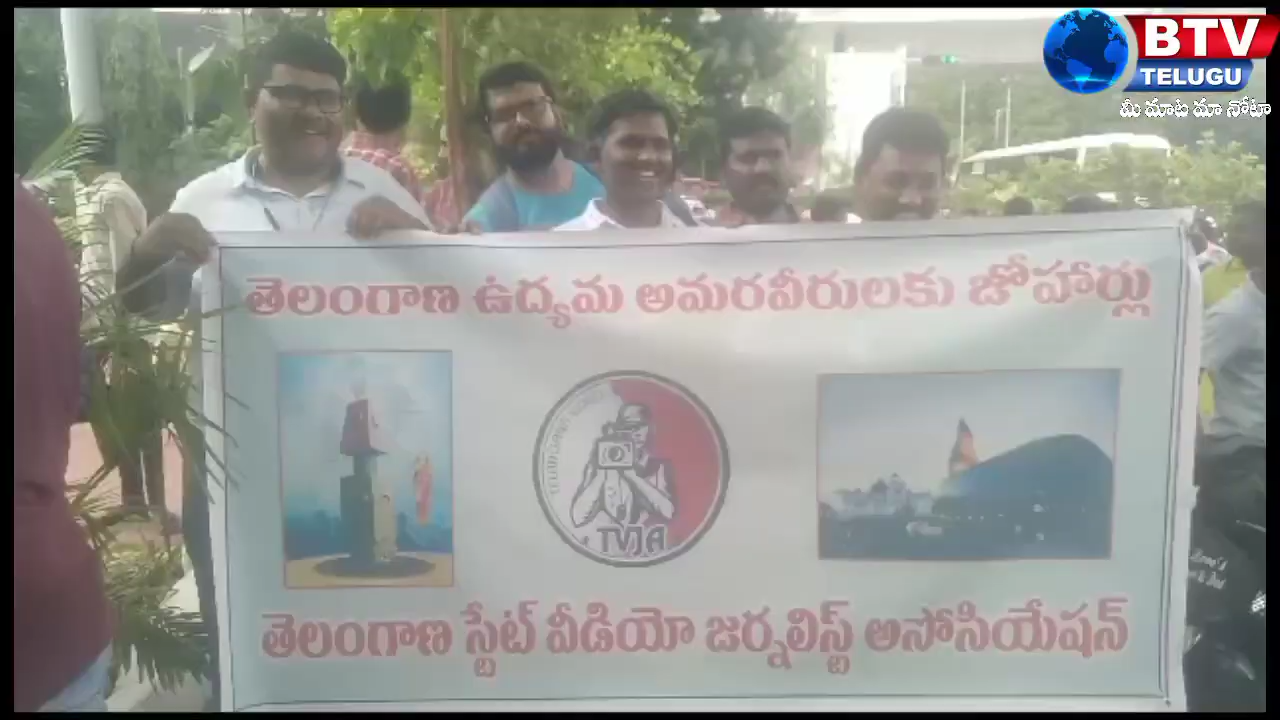 BTV
TELUGU
మీ మాట మా నోటా
తెలంగాణ ఉద్యమ అమరవీరులకు జోహార్లు
TVJA
తెలంగాణ స్టేట్ వీడియో జర్నలిస్ట్ అసోసియేషన్